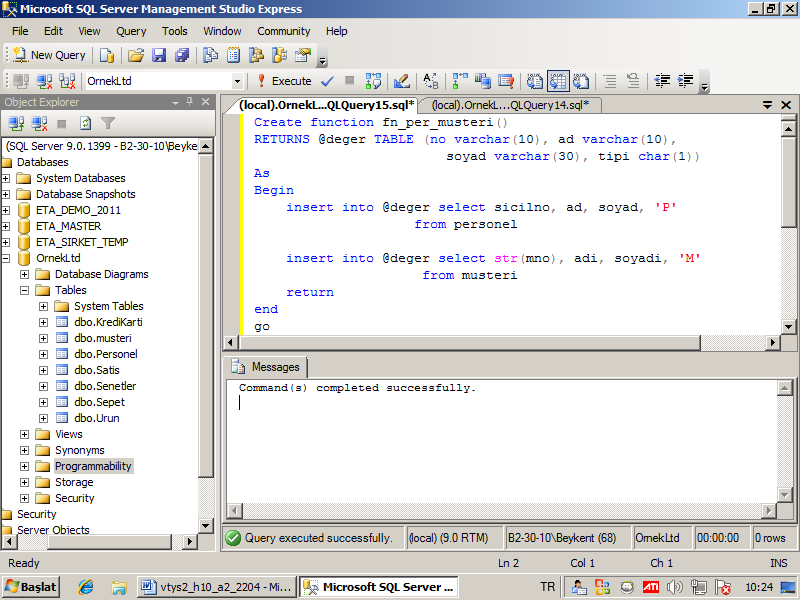 Microsoft SQL Server Management Studio Express
File Edit View Query Tools Window Community Help
New Query
OrnekLtd Execute
Object Explorer
(local).OrnekL...QLQuery15.sql* (local).OrnekL...QLQuery14.sql*
(SQL Server 9.0.1399 - B2-30-10\Beyke
Databases
System Databases
Database Snapshots
ETA_DEMO_2011
ETA_MASTER
ETA_SIRKET_TEMP
OrnekLtd
Database Diagrams
Tables
System Tables
dbo.KrediKarti
dbo.musteri
dbo.Personel
dbo.Satis
dbo.Senetler
dbo.Sepet
dbo.Urun
Views
Synonyms
Programmability
Storage
Security
Security
Server Objects
Create function fn_per_musteri()
RETURNS @deger TABLE (no varchar(10), ad varchar(10),
soyad varchar(30), tipi char(1))
As
Begin
insert into @deger select sicilno, ad, soyad, 'P'
from personel
insert into @deger select str(mno), adi, soyadi, 'M'
from musteri
return
end
go
Messages
Command(s) completed successfully.
Query executed successfully. (local) (9.0 RTM) B2-30-10\Beykent (68) OrnekLtd 00:00:00 0 rows
Ready Ln 2 Col 1 Ch 1 INS
Başlat vtys2_h10_a2_2204 - Mi... Microsoft SQL Server ... TR ATI 10:24